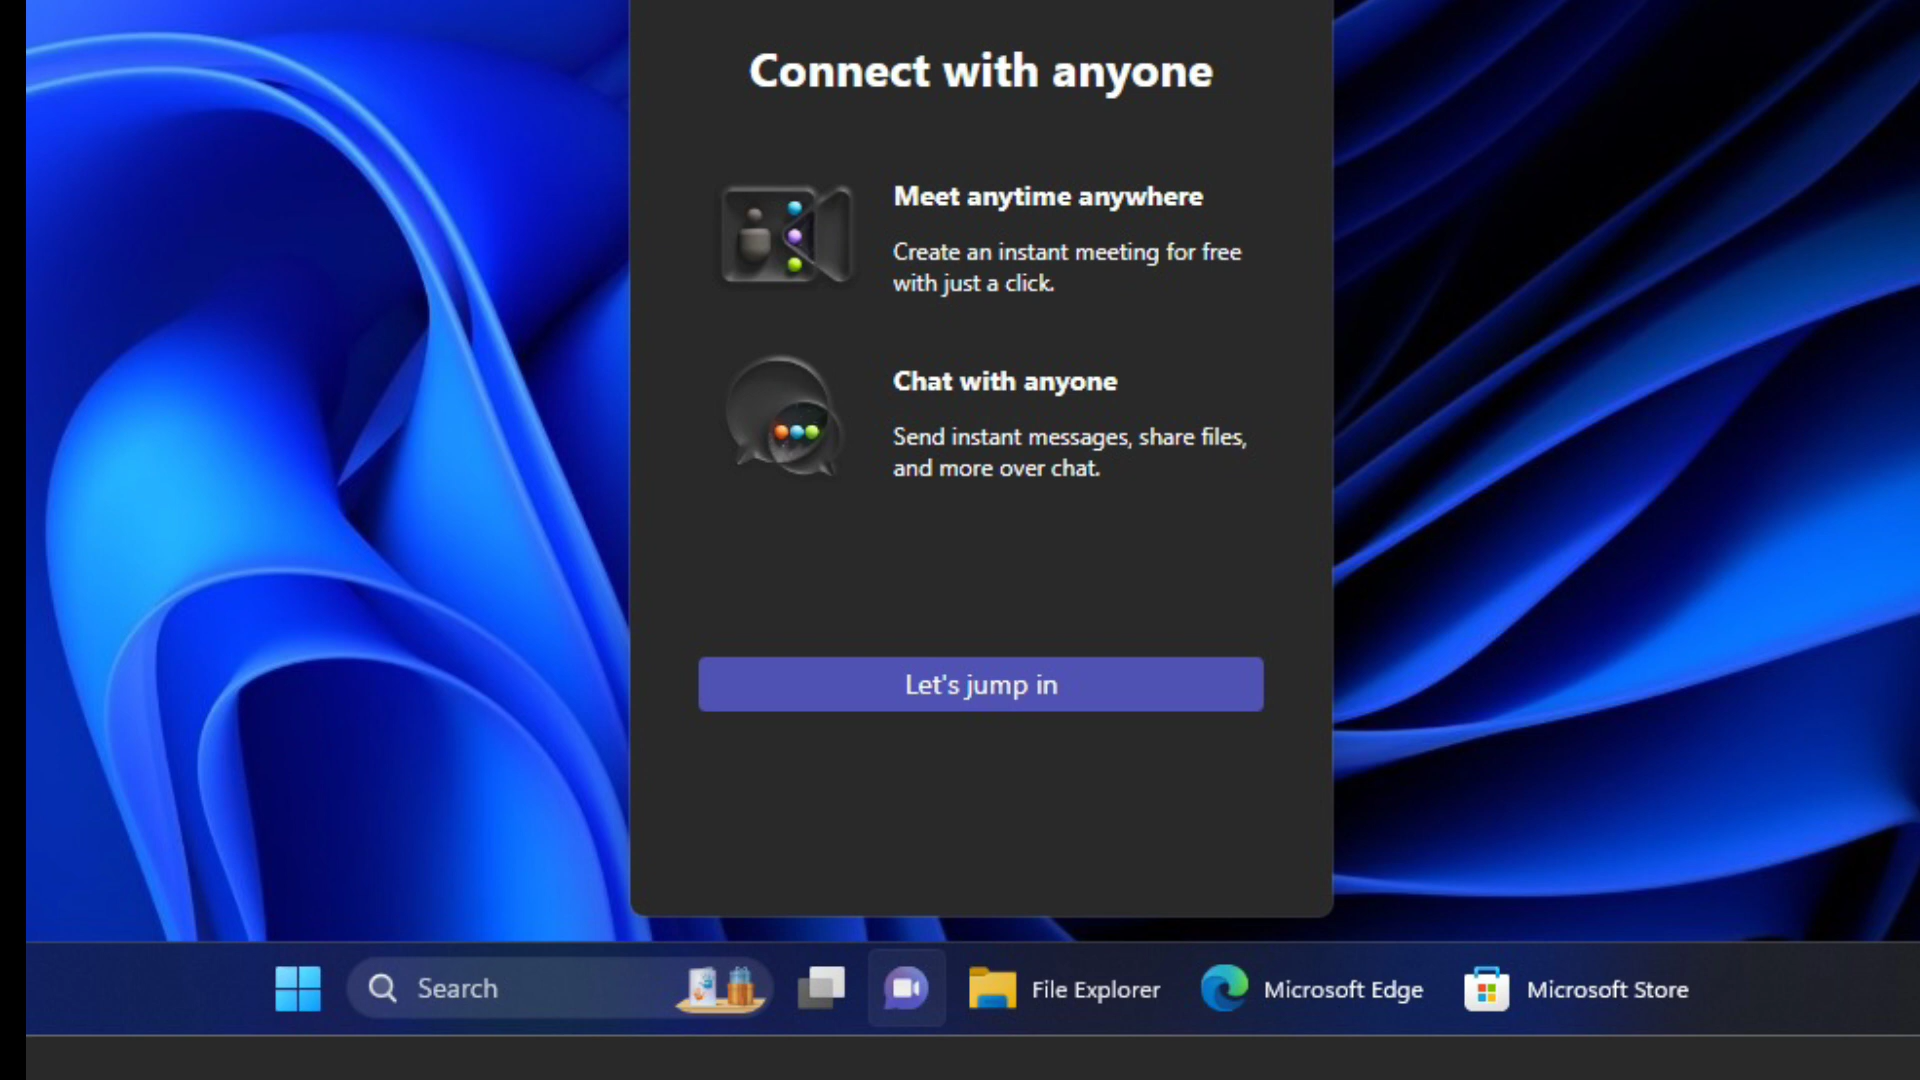 Connect with anyone
Meet anytime anywhere
Create an instant meeting for free
with just a click.
Chat with anyone
Send instant messages, share files,
and more over chat.
Let's jump in
Search
File Explorer
Microsoft Edge
Microsoft Store